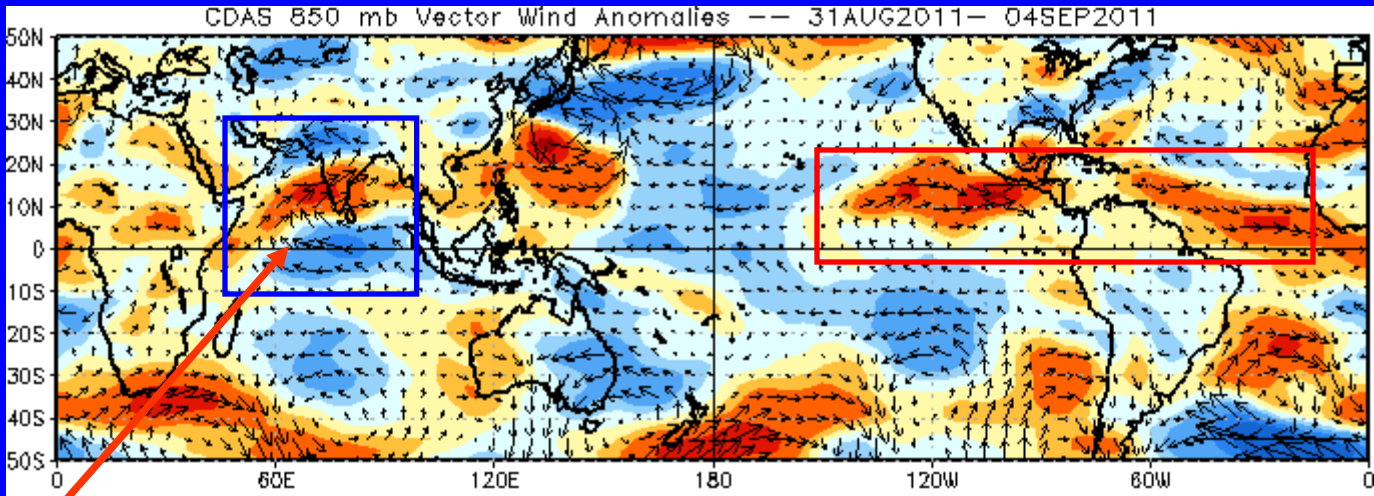 CDAS 850 mb Vector Wind Anomalies -- 31AUG2011- 04SEP2011
50N
40N
30N
20N
10N
0
10S
20S
30S
40S
50S
0 60E 120E 180 120W 60W 0